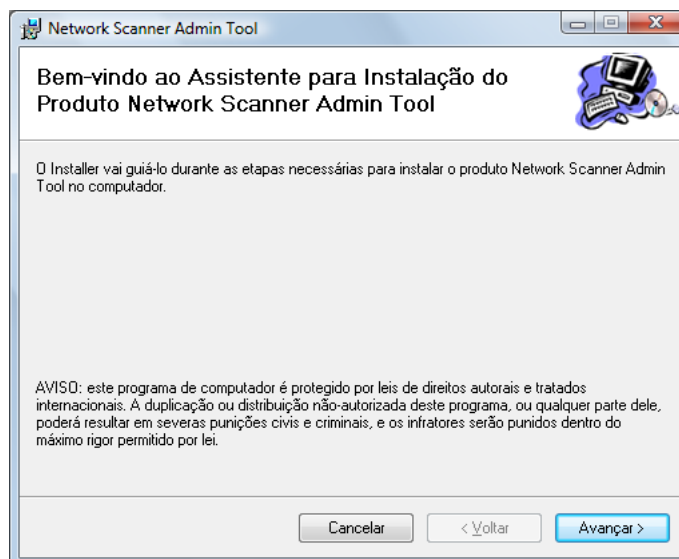 Network Scanner Admin Tool
Bem-vindo ao Assistente para Instalação do
Produto Network Scanner Admin Tool
O Installer vai guiá-lo durante as etapas necessárias para instalar o produto Network Scanner Admin
Tool no computador.
AVISO: este programa de computador é protegido por leis de direitos autorais e tratados
internacionais. A duplicação ou distribuição não-autorizada deste programa, ou qualquer parte dele,
poderá resultar em severas punições civis e criminais, e os infratores serão punidos dentro do
máximo rigor permitido por lei.
Cancelar
< Voltar
Avançar >